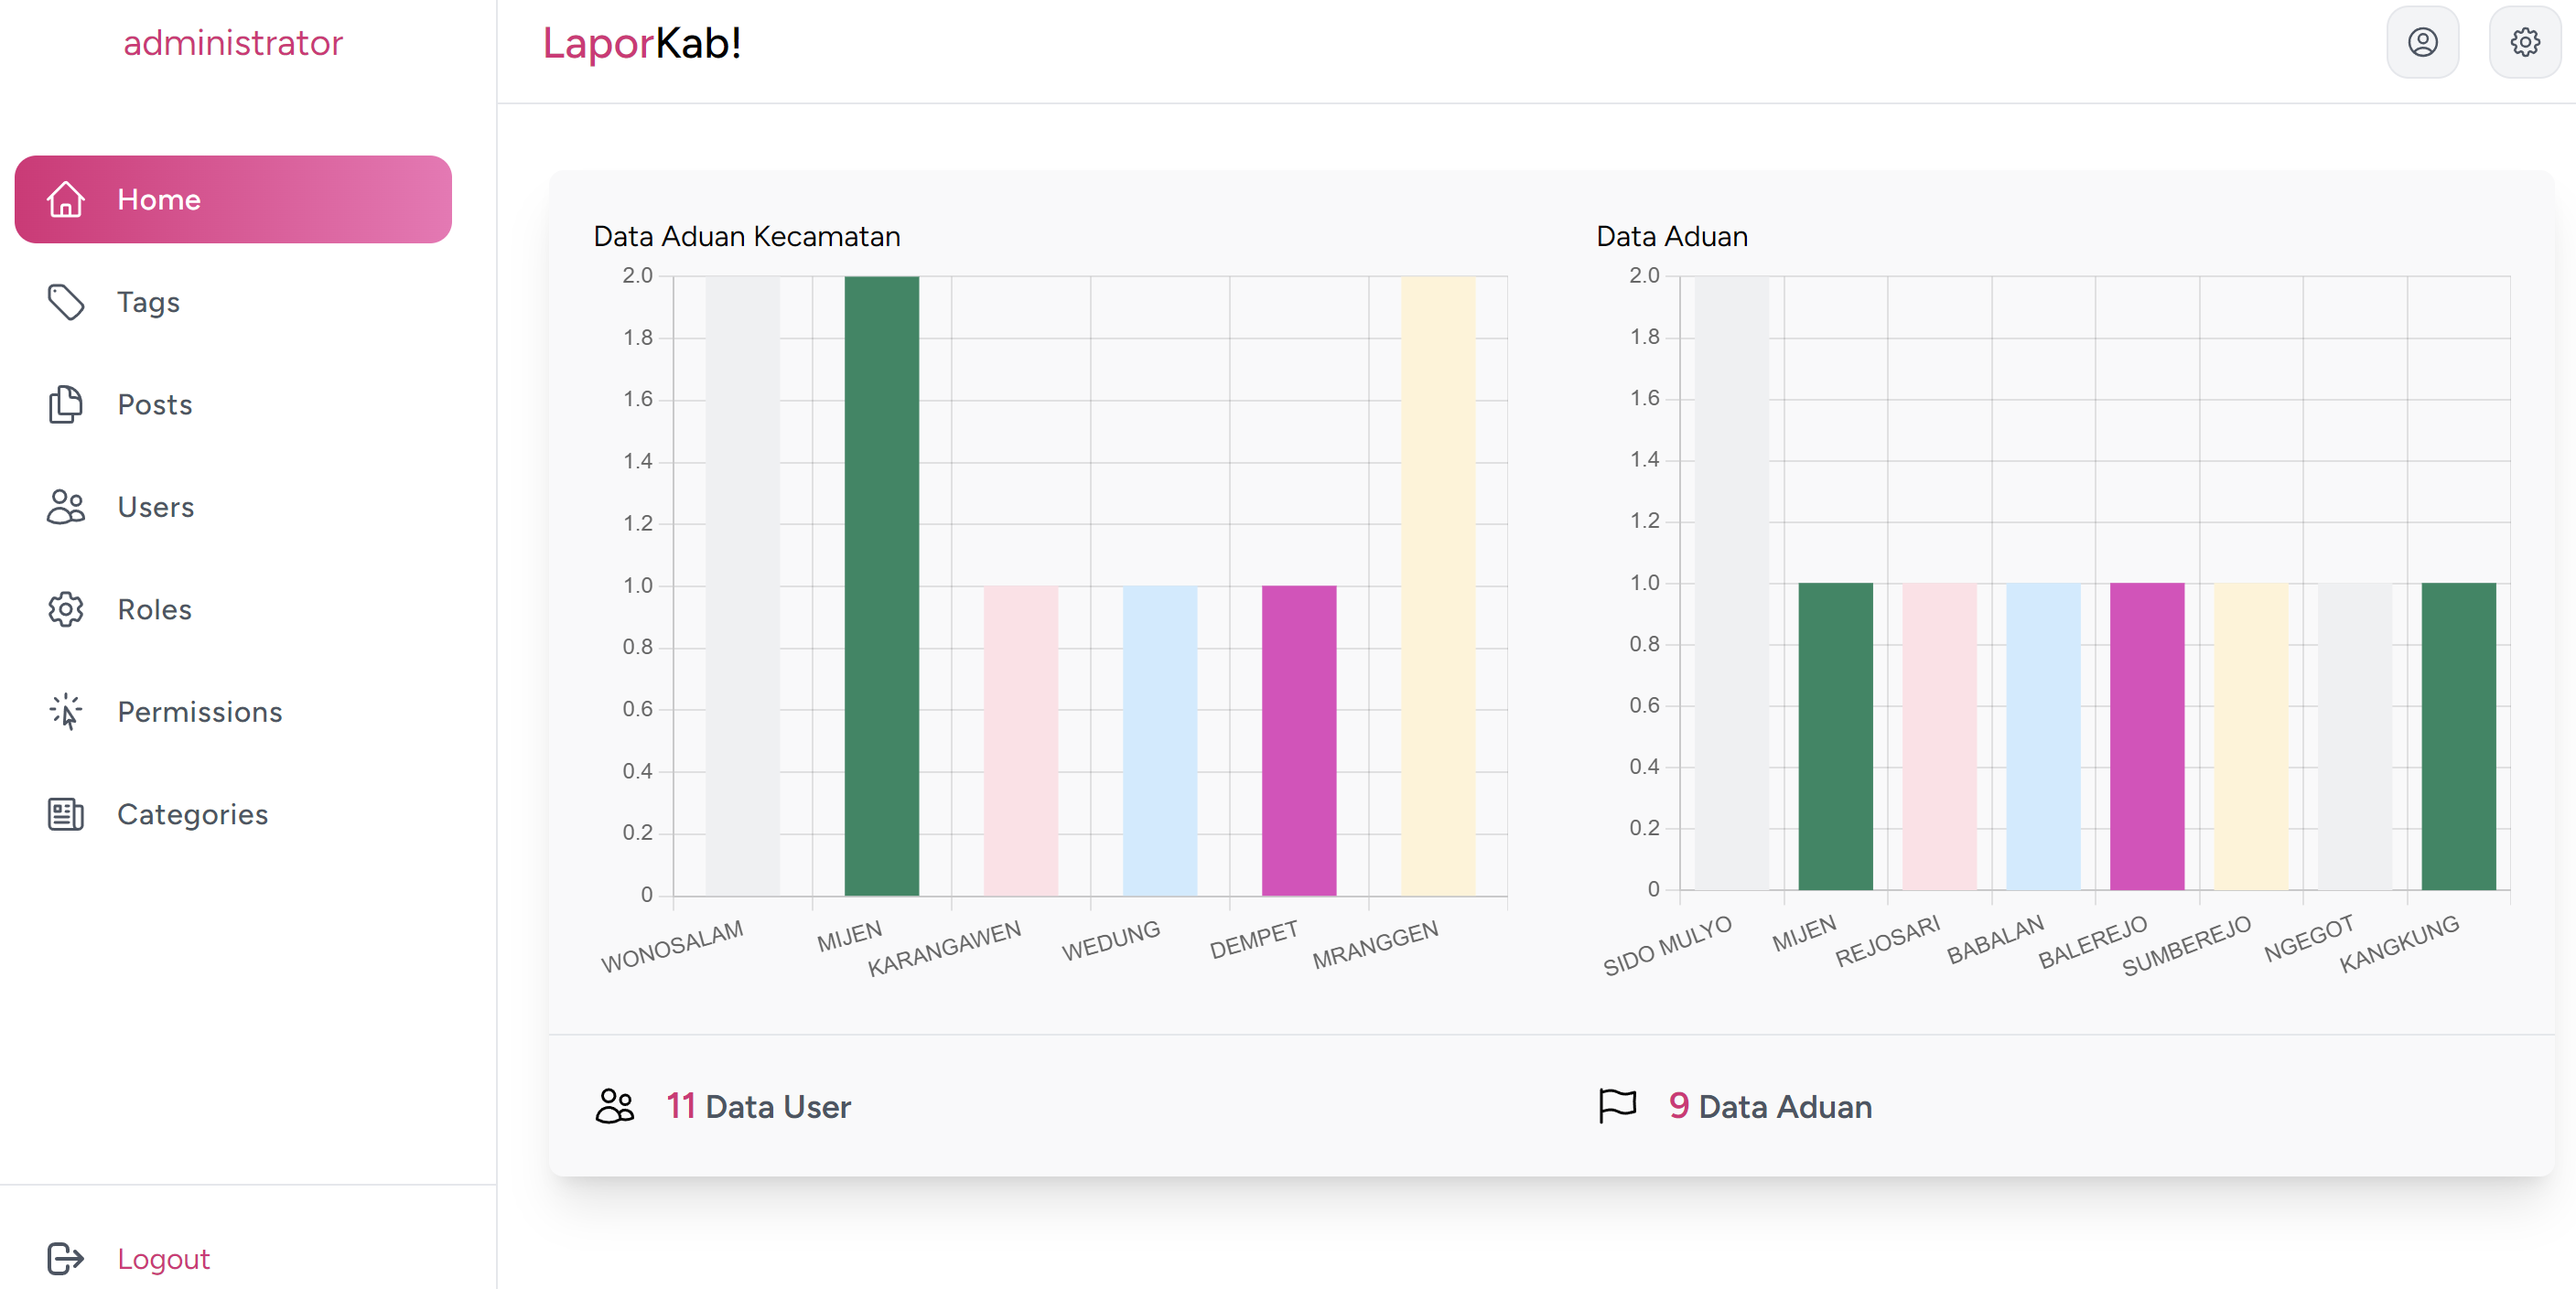 administrator
LaporKab!
Home
Tags
Posts
Users
Roles
Permissions
Categories
Logout
Data Aduan Kecamatan
2.0
1.8
1.6
1.4
1.2
1.0
0.8
0.6
0.4
0.2
0
WONOSALAM
MIJEN
KARANGAWEN
WEDUNG
DEMPET
MRANGGEN
Data Aduan
2.0
1.8
1.6
1.4
1.2
1.0
0.8
0.6
0.4
0.2
0
SIDO MULYO
MIJEN
REJOSARI
BABALAN
BALEREJO
SUMBEREJO
NGEGOT
KANGKUNG
11 Data User
9 Data Aduan